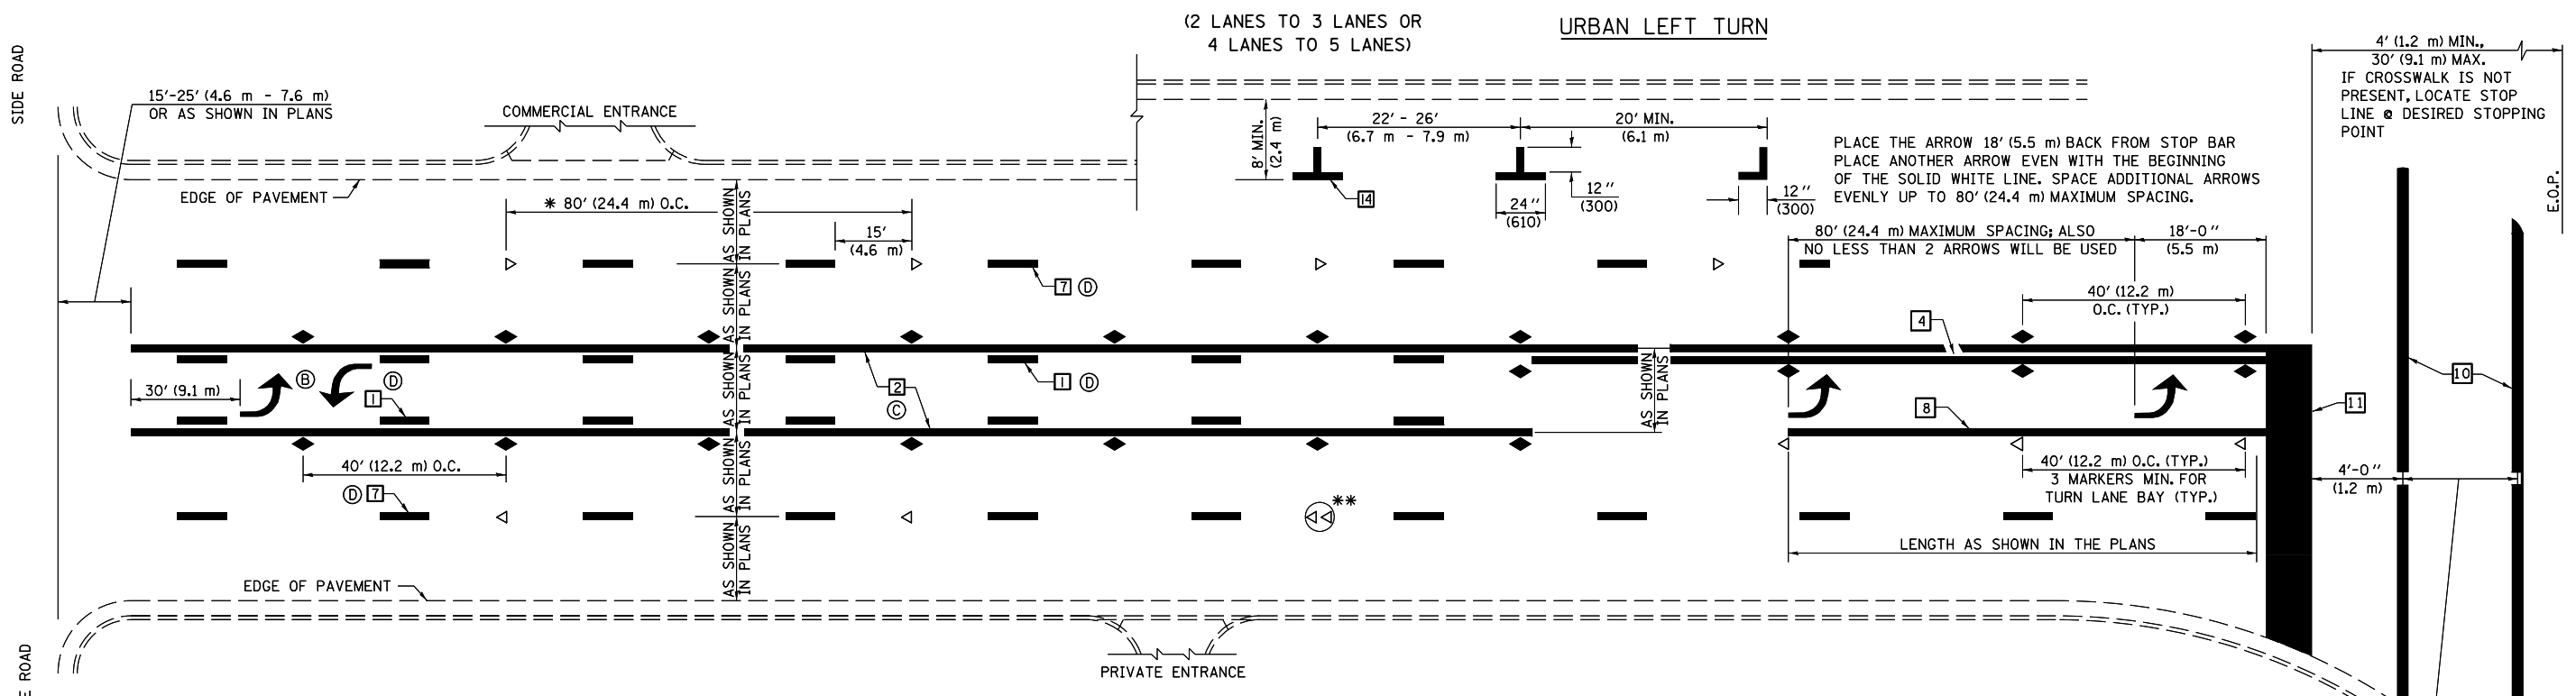 (2 LANES TO 3 LANES OR
4 LANES TO 5 LANES)
URBAN LEFT TURN
SIDE ROAD
15'-25' (4.6 m - 7.6 m)
OR AS SHOWN IN PLANS
COMMERCIAL ENTRANCE
EDGE OF PAVEMENT
* 80' (24.4 m) O.C.
15'
(4.6 m)
8' MIN.
(2.4 m)
22' - 26'
(6.7 m - 7.9 m)
20' MIN.
(6.1 m)
14
24"
(610)
12"
(300)
12"
(300)
PLACE THE ARROW 18' (5.5 m) BACK FROM STOP BAR
PLACE ANOTHER ARROW EVEN WITH THE BEGINNING
OF THE SOLID WHITE LINE. SPACE ADDITIONAL ARROWS
EVENLY UP TO 80' (24.4 m) MAXIMUM SPACING.
4' (1.2 m) MIN.,
30' (9.1 m) MAX.
IF CROSSWALK IS NOT
PRESENT, LOCATE STOP
LINE @ DESIRED STOPPING
POINT
E.O.P.
80' (24.4 m) MAXIMUM SPACING; ALSO
NO LESS THAN 2 ARROWS WILL BE USED
18'-0"
(5.5 m)
40' (12.2 m)
O.C. (TYP.)
7 D
AS SHOWN
IN PLANS
AS SHOWN
IN PLANS
AS SHOWN
IN PLANS
AS SHOWN
IN PLANS
AS SHOWN
IN PLANS
30' (9.1 m)
B
D
1
2
C
1 D
4
AS SHOWN
IN PLANS
8
10
11
40' (12.2 m) O.C.
D 7
**
40' (12.2 m) O.C. (TYP.)
3 MARKERS MIN. FOR
TURN LANE BAY (TYP.)
4'-0"
(1.2 m)
LENGTH AS SHOWN IN THE PLANS
EDGE OF PAVEMENT
PRIVATE ENTRANCE
E ROAD